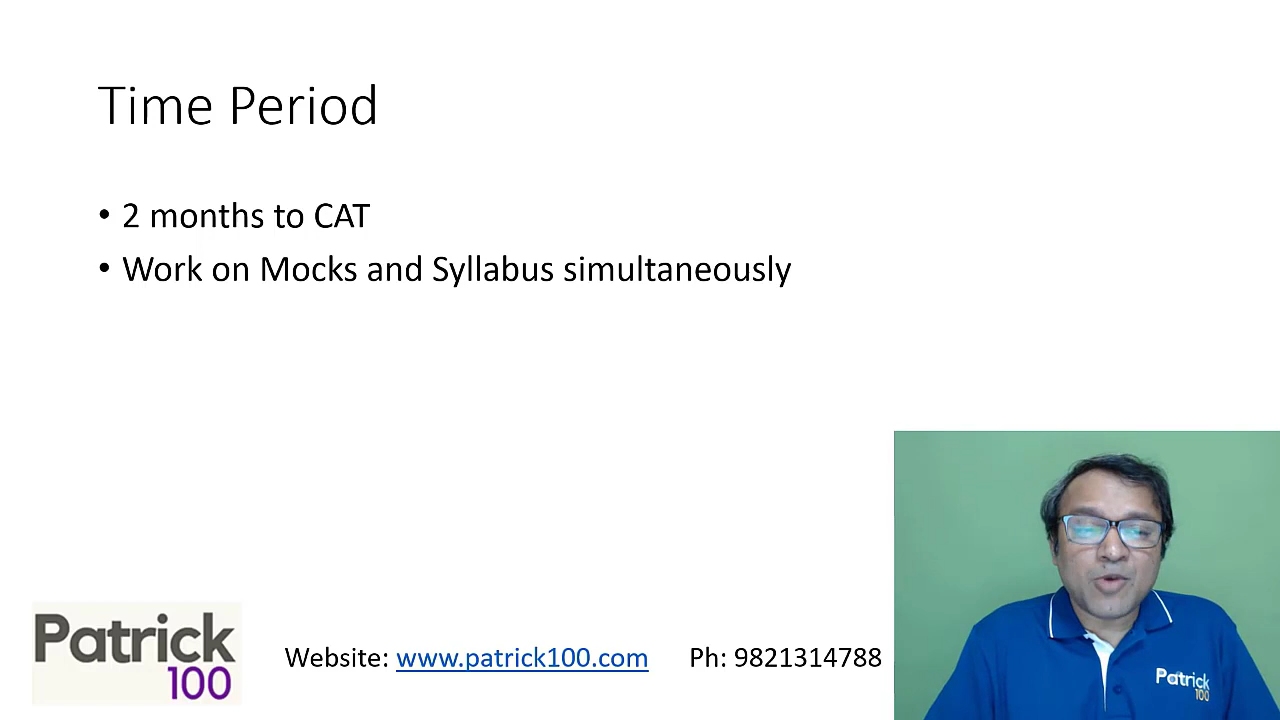 Time Period
• 2 months to CAT
• Work on Mocks and Syllabus simultaneously
Patrick
100
Website: www.patrick100.com Ph: 9821314788
Patrick
100